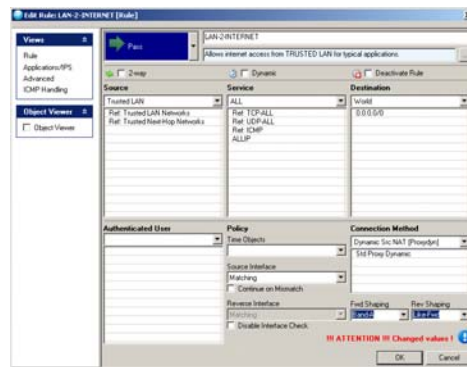 Edit Rule: LAN-2-INTERNET [Rule]
Views
Rule
Applications/IPS
Advanced
ICMP Handling
Object Viewer
Object Viewer
Pass
LAN-2-INTERNET
Allows internet access from TRUSTED LAN for typical applications
2-way
Dynamic
Deactivate Rule
Source
Service
Destination
Trusted LAN
ALL
World
Ref: Trusted LAN Networks
Ref: Trusted Next-Hop Networks
Ref: TCP-ALL
Ref: UDP-ALL
Ref: ICMP
ALLIP
0.0.0.0/0
Authenticated User
Policy
Connection Method
Time Objects
Dynamic Src NAT [Proxydyn]
Std Proxy Dynamic
Source Interface
Matching
Continue on Mismatch
Reverse Interface
Matching
Disable Interface Check
Fwd Shaping
Rev Shaping
Like-Fwd
!!! ATTENTION !!! Changed values !
OK
Cancel